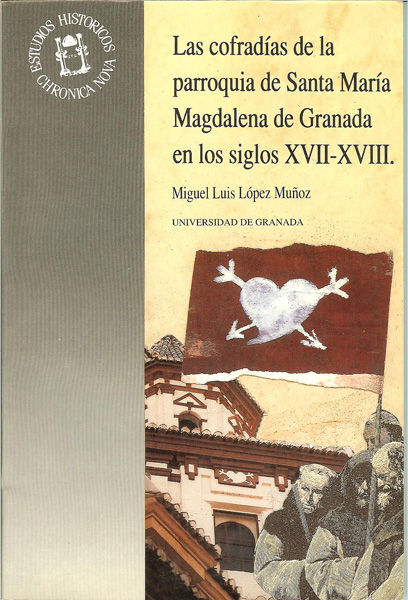 ESTUDIOS HISTORICOS
CHRONICA NOVA
Las cofradías de la
parroquia de Santa María
Magdalena de Granada
en los siglos XVII-XVIII.
Miguel Luis López Muñoz
UNIVERSIDAD DE GRANADA